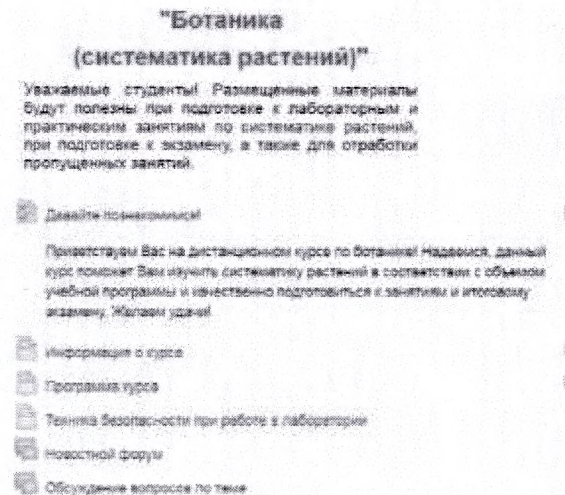 "Ботаника
(систематика растений)"
Уважаемые студенты! Размещенные материалы
будут полезны при подготовке к лабораторным и
практическим занятиям по систематике растений,
при подготовке к экзамену, а также для отработки
пропущенных занятий.
Давайте познакомимся!
Приветствуем Вас на дистанционном курсе по ботанике! Надеемся, данный
курс поможет Вам изучить систематику растений в соответствии с объемом
учебной программы и качественно подготовиться к занятиям и итоговому
экзамену. Желаем удачи!
Информация о курсе
Программа курса
Техника безопасности при работе в лаборатории
Новостной форум
Обсуждение вопросов по теме